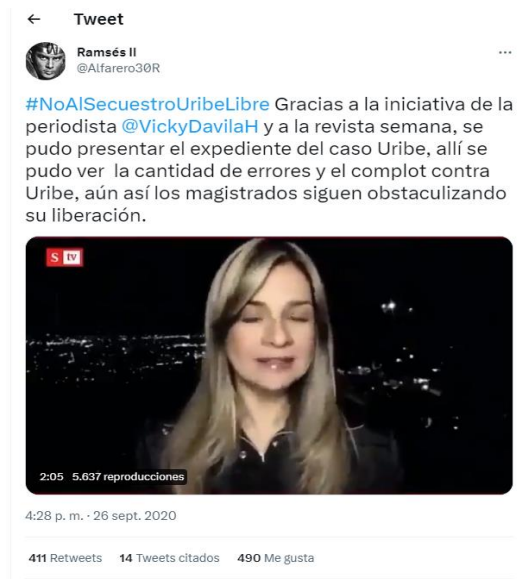 ← Tweet
Ramsés II
@Alfarero30R
#NoAlSecuestroUribeLibre Gracias a la iniciativa de la
periodista @VickyDavilaH y a la revista semana, se
pudo presentar el expediente del caso Uribe, allí se
pudo ver la cantidad de errores y el complot contra
Uribe, aún así los magistrados siguen obstaculizando
su liberación.
S tv
2:05 5.637 reproducciones
4:28 p. m. · 26 sept. 2020
411 Retweets 14 Tweets citados 490 Me gusta